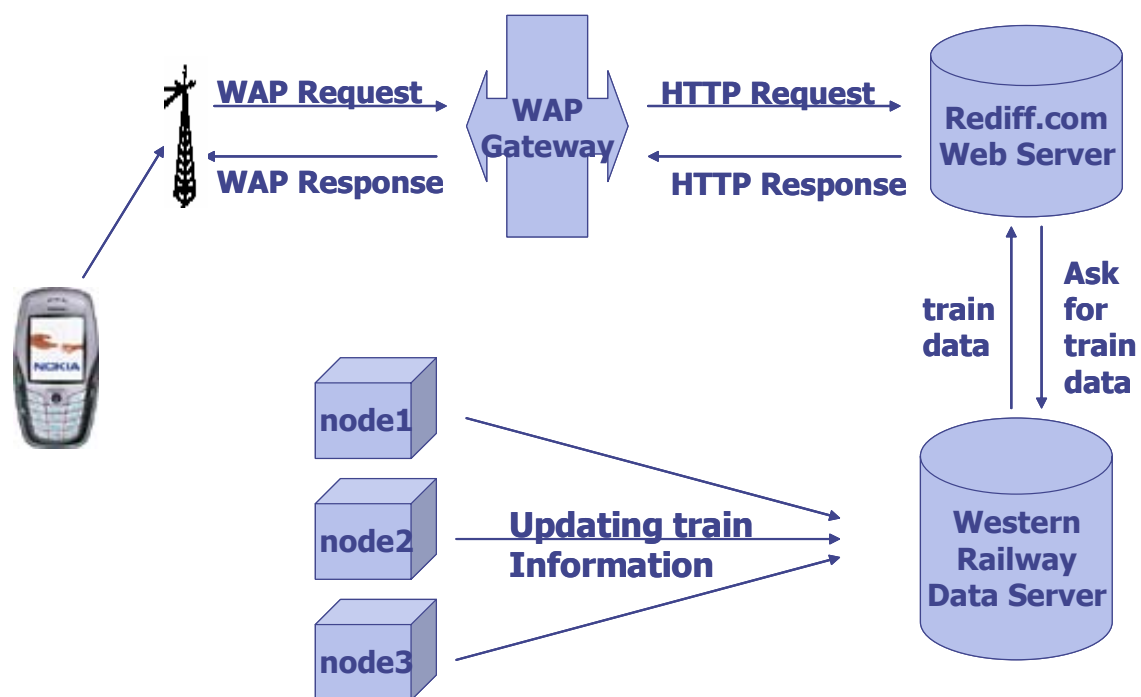 WAP Request
WAP Response
WAP
Gateway
HTTP Request
HTTP Response
Rediff.com
Web Server
NOKIA
train
data
Ask
for
train
data
node1
node2
node3
Updating train
Information
Western
Railway
Data Server